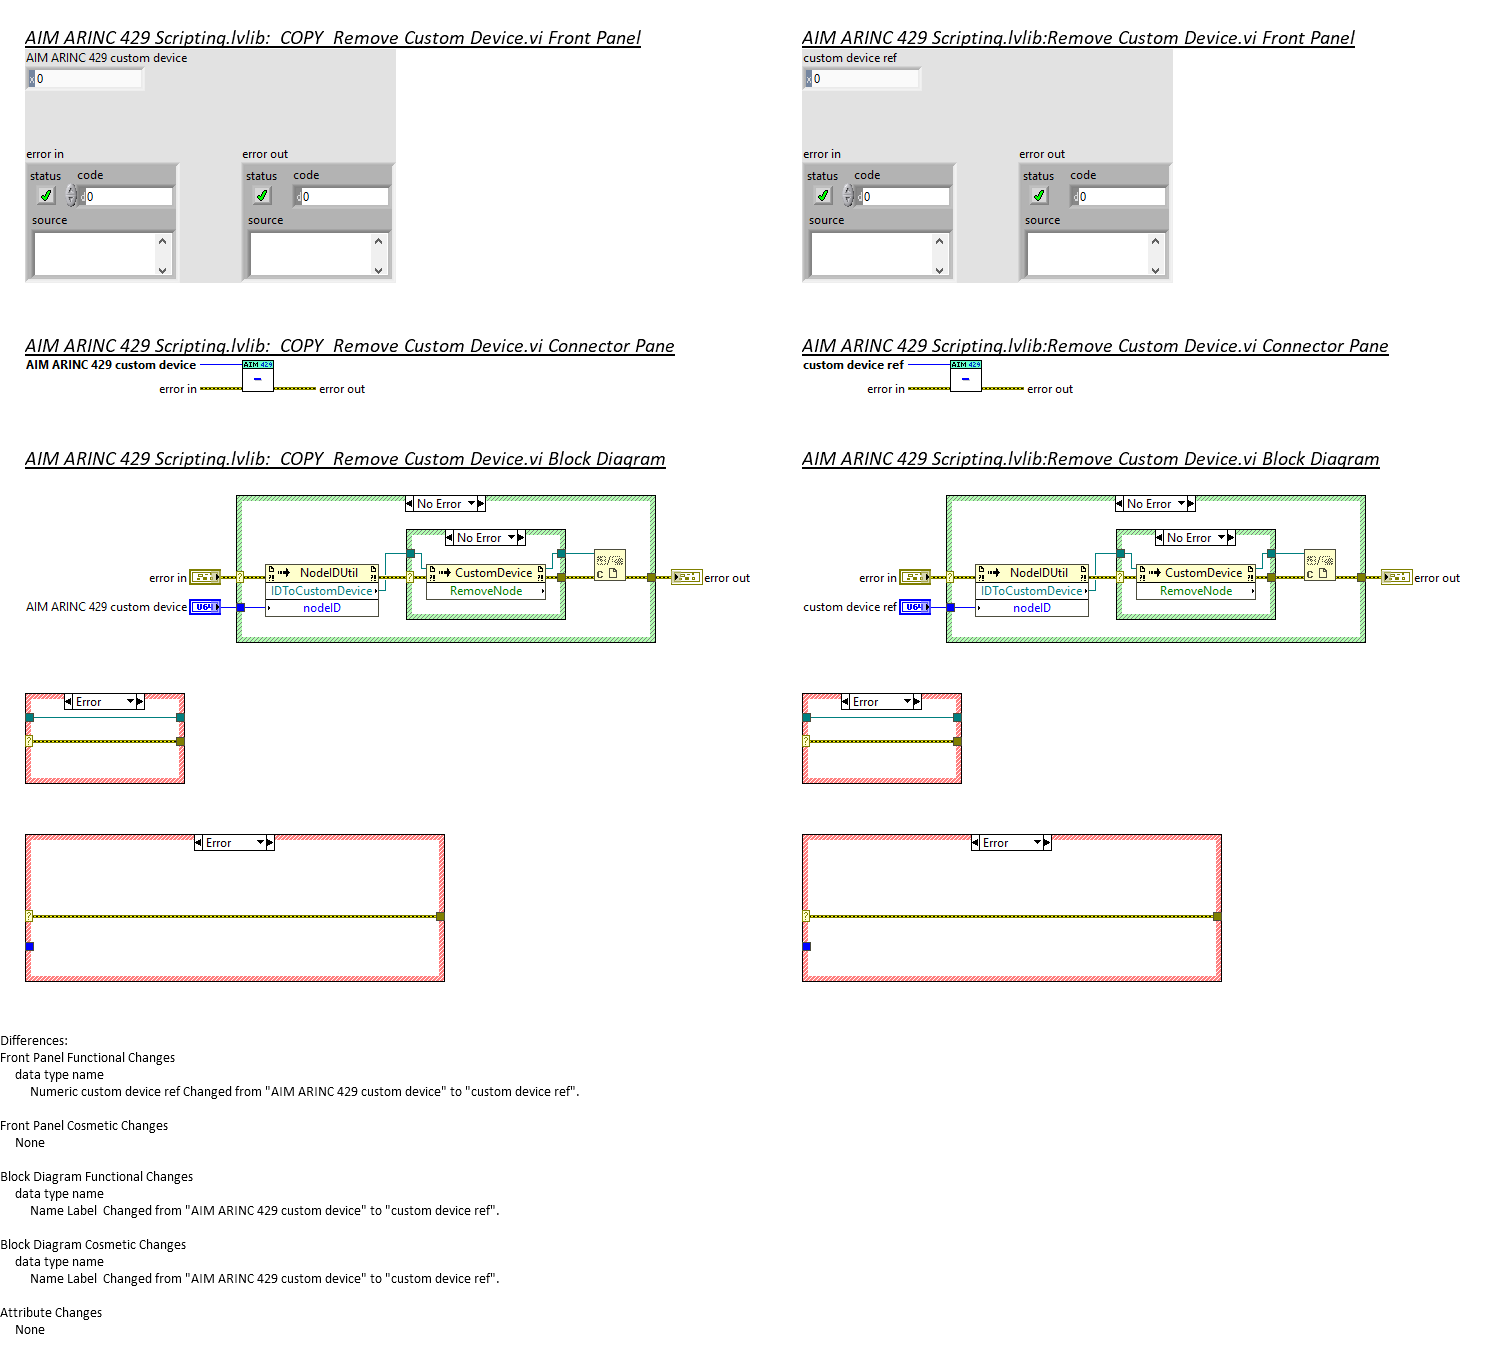 AIM ARINC 429 Scripting.lvlib:  COPY  Remove Custom Device.vi Front Panel
AIM ARINC 429 custom device
x 0
error in
error out
status code
0
source
status code
0
source
AIM ARINC 429 Scripting.lvlib:Remove Custom Device.vi Front Panel
custom device ref
x 0
error in
error out
status code
0
source
status code
0
source
AIM ARINC 429 Scripting.lvlib:  COPY  Remove Custom Device.vi Connector Pane
AIM ARINC 429 custom device
AIM 429
error in
error out
AIM ARINC 429 Scripting.lvlib:Remove Custom Device.vi Connector Pane
custom device ref
AIM 429
error in
error out
AIM ARINC 429 Scripting.lvlib:  COPY  Remove Custom Device.vi Block Diagram
No Error
No Error
error in
NodeIDUtil
IDToCustomDevice
nodeID
CustomDevice
RemoveNode
C
error out
AIM ARINC 429 custom device
U64
Error
Error
AIM ARINC 429 Scripting.lvlib:Remove Custom Device.vi Block Diagram
No Error
No Error
error in
NodeIDUtil
IDToCustomDevice
nodeID
CustomDevice
RemoveNode
C
error out
custom device ref
U64
Error
Error
Differences:
Front Panel Functional Changes
data type name
Numeric custom device ref Changed from "AIM ARINC 429 custom device" to "custom device ref".
Front Panel Cosmetic Changes
None
Block Diagram Functional Changes
data type name
Name Label  Changed from "AIM ARINC 429 custom device" to "custom device ref".
Block Diagram Cosmetic Changes
data type name
Name Label  Changed from "AIM ARINC 429 custom device" to "custom device ref".
Attribute Changes
None